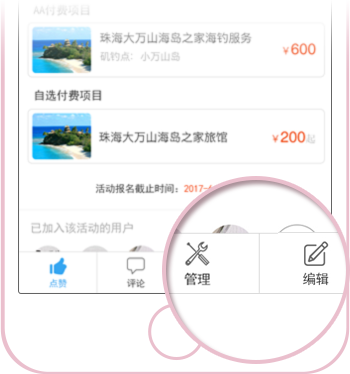 AA付费项目
珠海大万山海岛之家海钓服务
¥600
矶钓点：小万山岛
自选付费项目
珠海大万山海岛之家旅馆
¥200起
活动报名截止时间：2017-
已加入该活动的用户
点赞
评论
管理
编辑